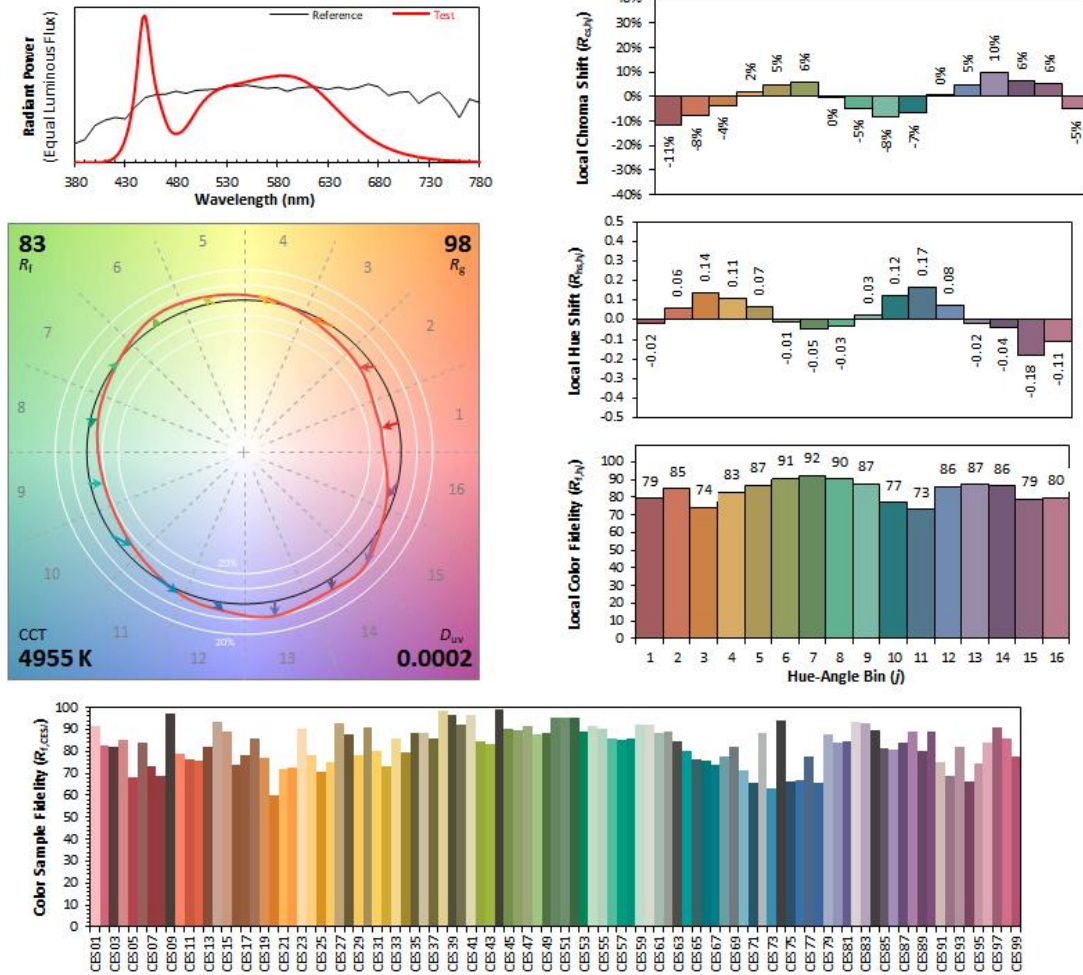 Reference
Test
Radiant Power
(Equal Luminous Flux)
380 430 480 530 580 630 680 730 780
Wavelength (nm)
Local Chroma Shift (Rcs,hj)
40%
30%
20%
10%
0%
-10%
-20%
-30%
-40%
-11% -8% -4% 2% 5% 6% 0% -5% -8% -7% 0% 5% 10% 6% 6% -5%
83
Rf
98
Rg
5 4
6 3
7 2
8 1
9 16
10 15
11 14
12 13
20%
20%
CCT
4955 K
Duv
0.0002
Local Hue Shift (Rhs,hj)
0.5
0.4
0.3
0.2
0.1
0.0
-0.1
-0.2
-0.3
-0.4
-0.5
-0.02 0.06 0.14 0.11 0.07 -0.01 -0.05 -0.03 0.03 0.12 0.17 0.08 -0.02 -0.04 -0.18 -0.11
Local Color Fidelity (Rf,hj)
100
90
80
70
60
50
40
30
20
10
0
79 85 74 83 87 91 92 90 87 77 73 86 87 86 79 80
1 2 3 4 5 6 7 8 9 10 11 12 13 14 15 16
Hue-Angle Bin (j)
Color Sample Fidelity (Rf,CESi)
100
90
80
70
60
50
40
30
20
10
0
CES01 CES03 CES05 CES07 CES09 CES11 CES13 CES15 CES17 CES19 CES21 CES23 CES25 CES27 CES29 CES31 CES33 CES35 CES37 CES39 CES41 CES43 CES45 CES47 CES49 CES51 CES53 CES55 CES57 CES59 CES61 CES63 CES65 CES67 CES69 CES71 CES73 CES75 CES77 CES79 CES81 CES83 CES85 CES87 CES89 CES91 CES93 CES95 CES97 CES99